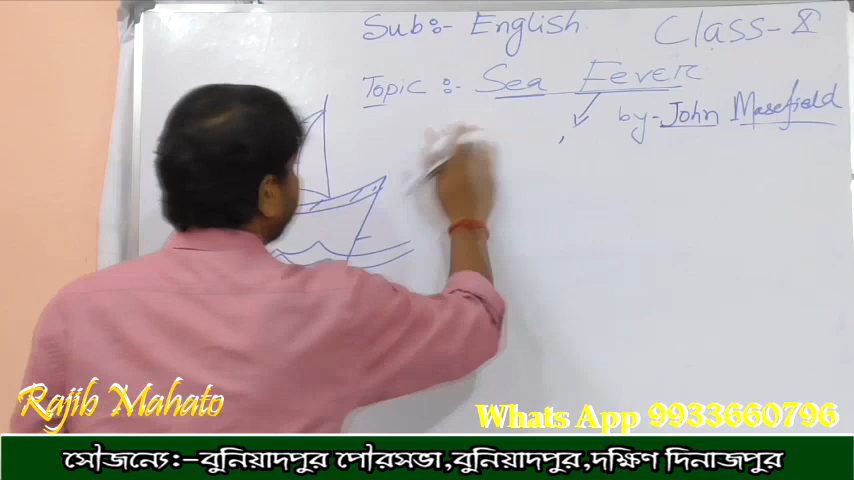 Sub:- English
Class-X
Topic :- Sea Fever
by- John Masefield
Rajib Mahato
Whats App 9933660796
সৌজন্যে:-বুনিয়াদপুর পৌরসভা,বুনিয়াদপুর,দক্ষিণ দিনাজপুর